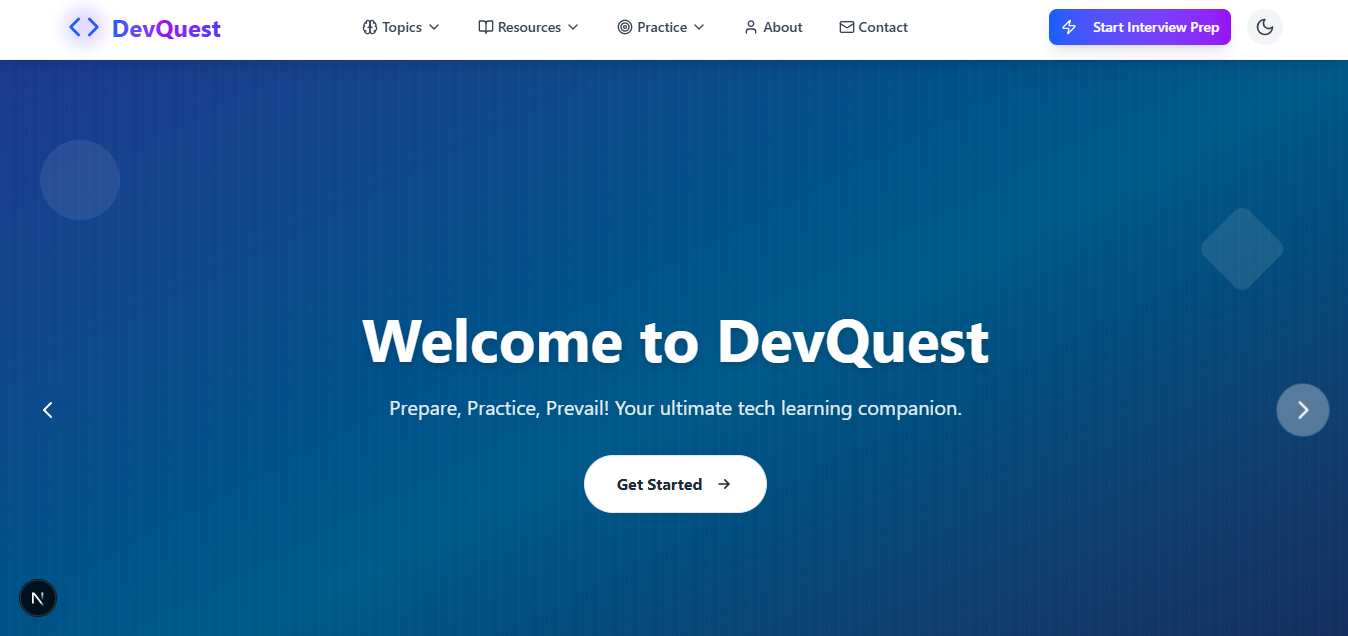 DevQuest
Topics
Resources
Practice
About
Contact
Start Interview Prep
Welcome to DevQuest
Prepare, Practice, Prevail! Your ultimate tech learning companion.
Get Started
N